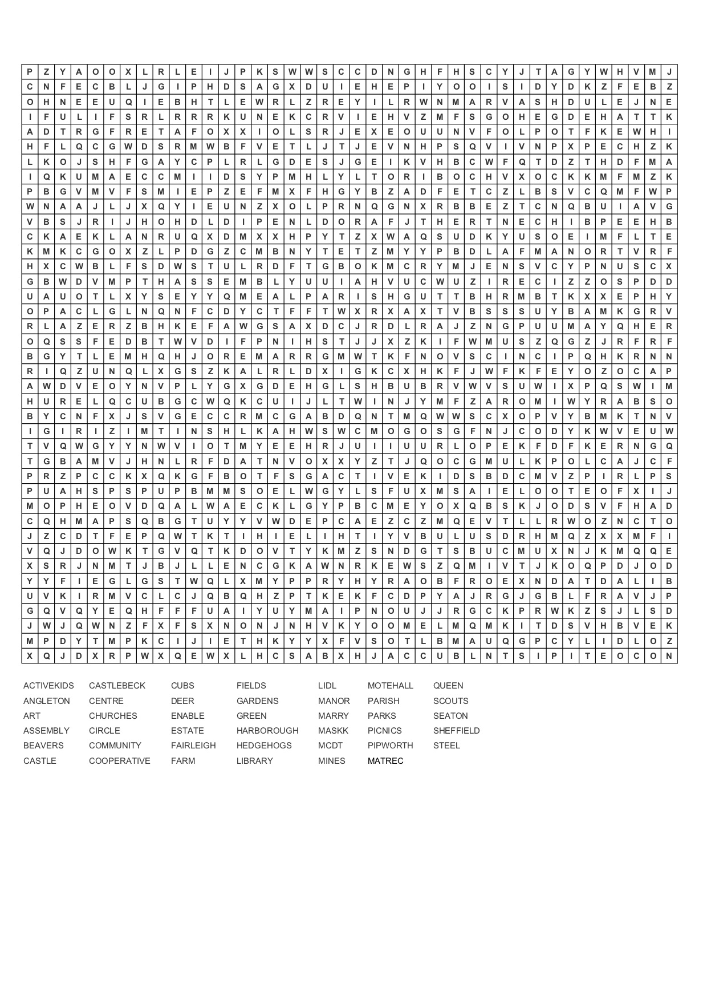 P Z Y A O O X L R L E I J P K S W W S C C D N G H F H S C Y J T A G Y W H V M J
C N F E C B L J G I P H D S A G X D U I E H E P I Y O O I S I D Y D K Z F E B Z
O H N E E U Q I E B H T L E W R L Z R E Y I L R W N M A R V A S H D U L E J N E
I F U L I F S R L R R R K U N E K C R V I E H V Z M F S G O H E G D E H A T T K
A D T R G F R E T A F O X X I O L S R J E X E O U U N V F O L P O T F K E W H I
H F L Q C G W D S R M W B F V E T L J T J E V N H P S Q V I V N P X P E C H Z K
L K O J S H F G A Y C P L R L G D E S J G E I K V H B C W F Q T D Z T H D F M A
I Q K U M A E C C M I I D S Y P M H L Y L T O R I B O C H V X O C K K M F M Z K
P B G V M V F S M I E P Z E F M X F H G Y B Z A D F E T C Z L B S V C Q M F W P
W N A A J L J X Q Y I E U N Z X O L P R N Q G N X R B B E Z T C N Q B U I A V G
V B S J R I J H O H D L D I P E N L D O R A F J T H E R T N E C H I B P E E H B
C K A E K L A N R U Q X D M X X H P Y T Z X W A Q S U D K Y U S O E I M F L T E
K M K C G O X Z L P D G Z C M B N Y T E T Z M Y Y P B D L A F M A N O R T V R F
H X C W B L F S D W S T U L R D F T G B O K M C R Y M J E N S V C Y P N U S C X
G B W D V M P T H A S S E M B L Y U U I A H V U C W U Z I R E C I Z Z O S P D D
U A U O T L X Y S E Y Y Q M E A L P A R I S H G U T T B H R M B T K X X E P H Y
O P A C L G L N Q N F C D Y C T F F T W X R X A X T V B S S S U Y B A M K G R V
R L A Z E R Z B H K E F A W G S A X D C J R D L R A J Z N G P U U M A Y Q H E R
O Q S S F E D B T W V D I F P N I H S T J J X Z K I F W M U S Z Q G Z J R F R F
B G Y T L E M H Q H J O R E M A R R G M W T K F N O V S C I N C I P Q H K R N N
R I Q Z U N Q L X G S Z K A L R L D X I G K C X H K F J W F K F E Y O Z O C A P
A W D V E O Y N V P L Y G X G D E H G L S H B U B R V W V S U W I X P Q S W I M
H U R E L Q C U B G C W Q K C U I J L T W I N J Y M F Z A R O M I W Y R A B S O
B Y C N F X J S V G E C C R M C G A B D Q N T M Q W W S C X O P V Y B M K T N V
I G I R I Z I M T I N S H L K A H W S W C M O G O S G F N J C O D Y K W V E U W
T V Q W G Y Y N W V I O T M Y E E H R J U I I U U R L O P E K F D F K E R N G Q
T G B A M V J H N L R F D A T N V O X X Y Z T J Q O C G M U L K P O L C A J C F
P R Z P C C K X Q K G F B O T F S G A C T I V E K I D S B D C M V Z P I R L P S
P U A H S P S P U P B M M S O E L W G Y L S F U X M S A I E L O O T E O F X I J
M O P H E O V D Q A L W A E C K L G Y P B C M E Y O X Q B S K J O D S V F H A D
C Q H M A P S Q B G T U Y Y V W D E P C A E Z C Z M Q E V T L L R W O Z N C T O
J Z C D T F E P Q W T K T I H I E L I H T I Y V B U L U S D R H M Q Z X X M F I
V Q J D O W K T G V Q T K D O V T Y K M Z S N D G T S B U C M U X N J K M Q Q E
X S R J N M T J B J L L E N C G K A W N R K E W S Z Q M I V T J K O Q P D J O D
Y Y F I E G L G S T W Q L X M Y P P R Y H Y R A O B F R O E X N D A T D A L I B
U V K I R M V C L C J Q B Q H Z P T K E K F C D P Y A J R G J G B L F R A V J P
G Q V Q Y E Q H F F F U A I Y U Y M A I P N O U J J R G C K P R W K Z S J L S D
J W J Q W N Z F X F S X N O N J N H V K Y O O M E L M Q M K I T D S V H B V E K
M P D Y T M P K C I J I E T H K Y Y X F V S O T L B M A U Q G P C Y L I D L O Z
X Q J D X R P W X Q E W X L H C S A B X H J A C C U B L N T S I P I T E O C O N
ACTIVEKIDS CASTLEBECK CUBS FIELDS LIDL MOTEHALL QUEEN
ANGLETON CENTRE DEER GARDENS MANOR PARISH SCOUTS
ART CHURCHES ENABLE GREEN MARRY PARKS SEATON
ASSEMBLY CIRCLE ESTATE HARBOROUGH MASKK PICNICS SHEFFIELD
BEAVERS COMMUNITY FAIRLEIGH HEDGEHOGS MCDT PIPWORTH STEEL
CASTLE COOPERATIVE FARM LIBRARY MINES MATREC